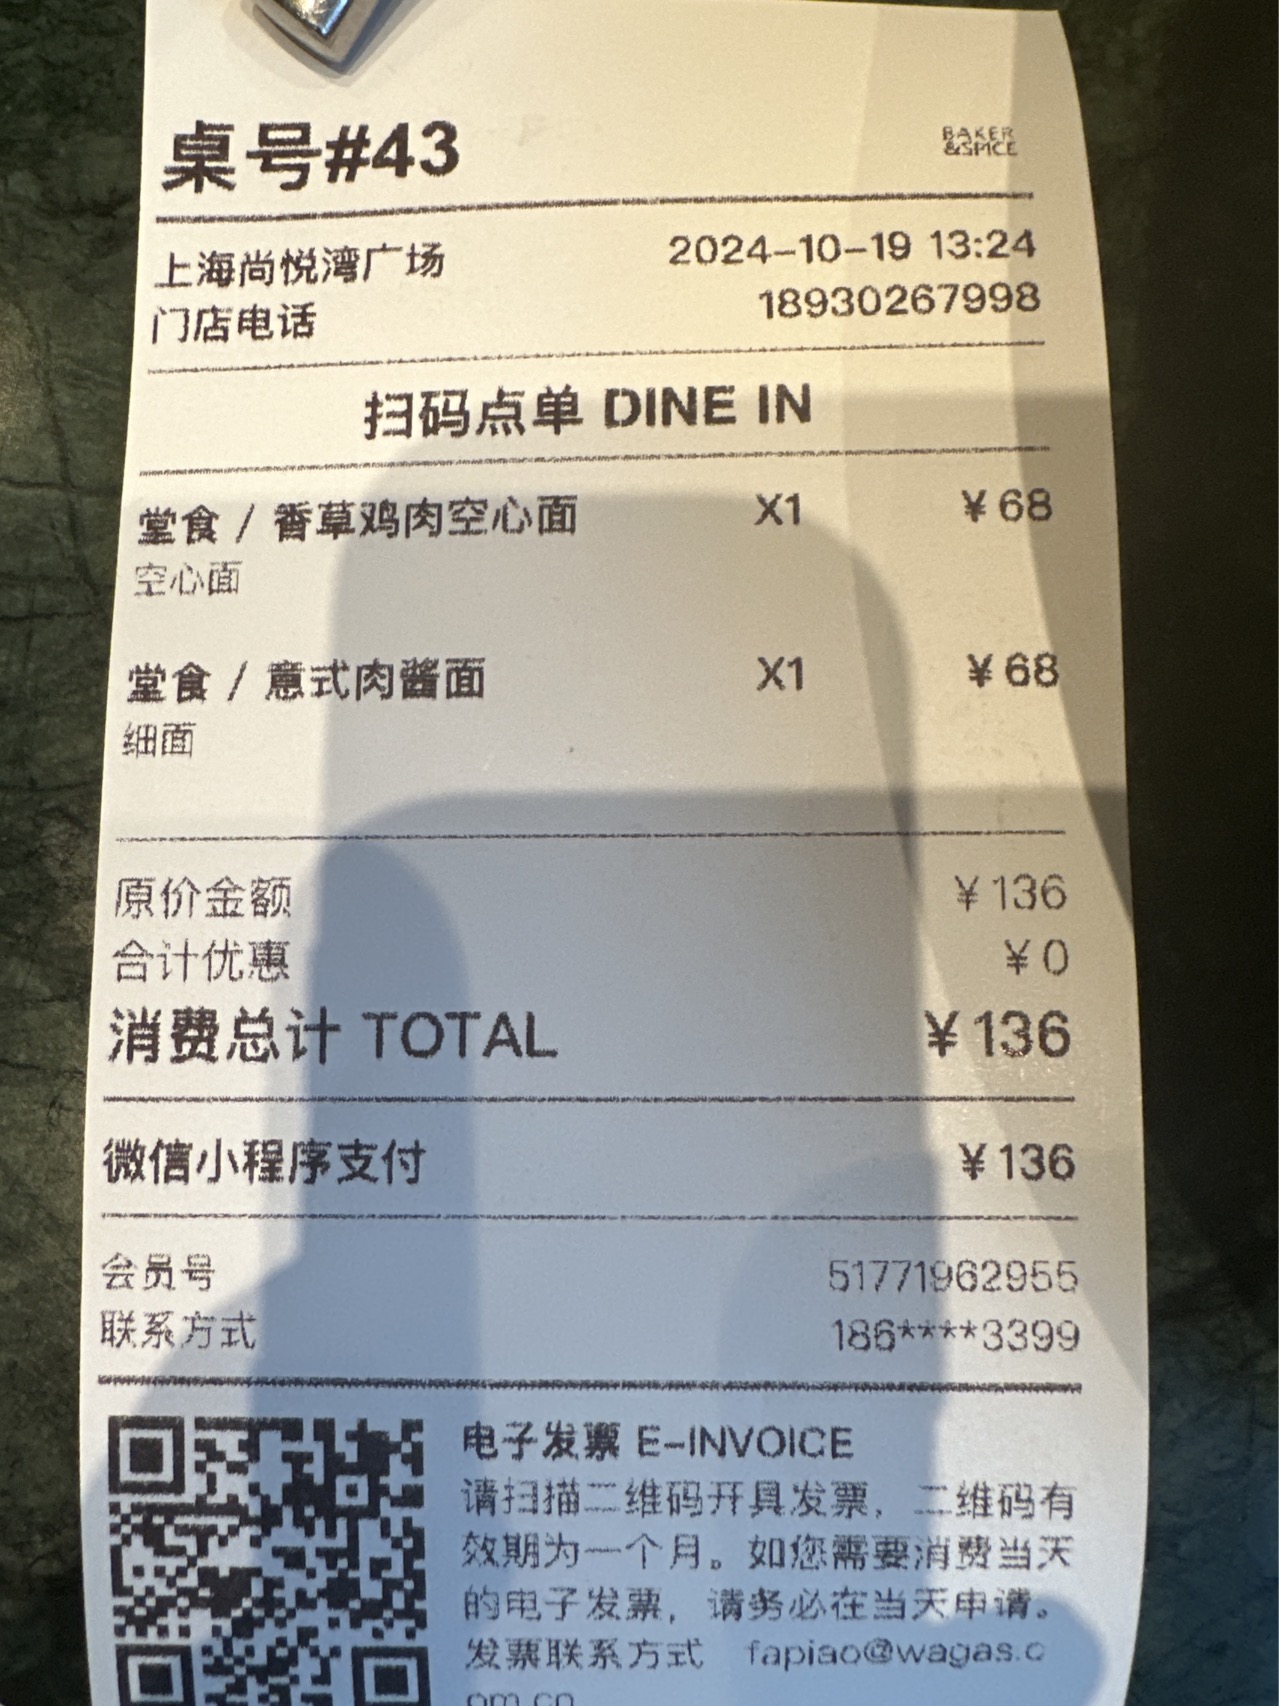 桌号#43
BAKER
&SPICE
上海尚悦湾广场 2024-10-19 13:24
门店电话 18930267998
扫码点单 DINE IN
堂食 / 香草鸡肉空心面 X1 ¥68
空心面
堂食 / 意式肉酱面 X1 ¥68
细面
原价金额 ¥136
合计优惠 ¥0
消费总计 TOTAL ¥136
微信小程序支付 ¥136
会员号 51771962955
联系方式 186****3399
电子发票 E-INVOICE
请扫描二维码开具发票，二维码有
效期为一个月。如您需要消费当天
的电子发票，请务必在当天申请。
发票联系方式 fapiao@wagas.c
om.cn